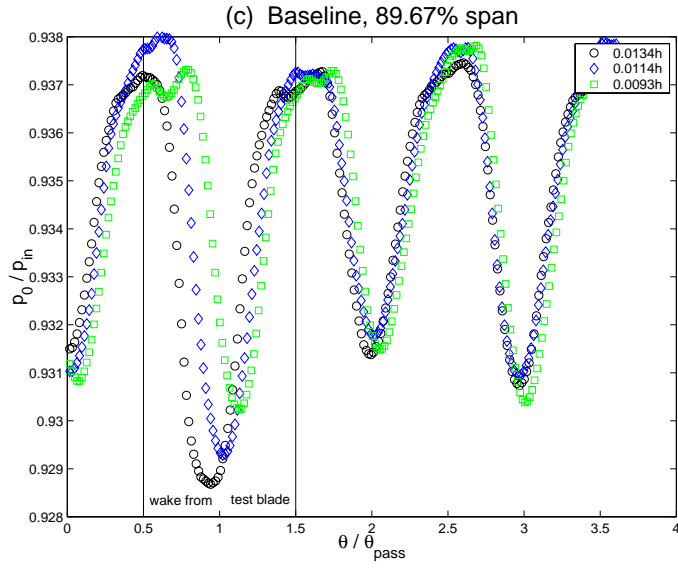 (c) Baseline, 89.67% span
0.938
0.937
0.936
0.935
0.934
0.933
0.932
0.931
0.93
0.929
0.928
p0 / pin
0.0134h
0.0114h
0.0093h
wake from test blade
0 0.5 1 1.5 2 2.5 3 3.5 4
θ / θpass